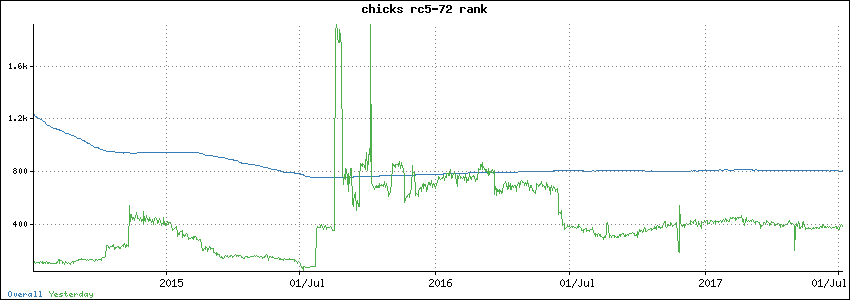 chicks rc5-72 rank
1.6k
1.2k
800
400
2015 01/Jul 2016 01/Jul 2017 01/Jul
Overall Yesterday